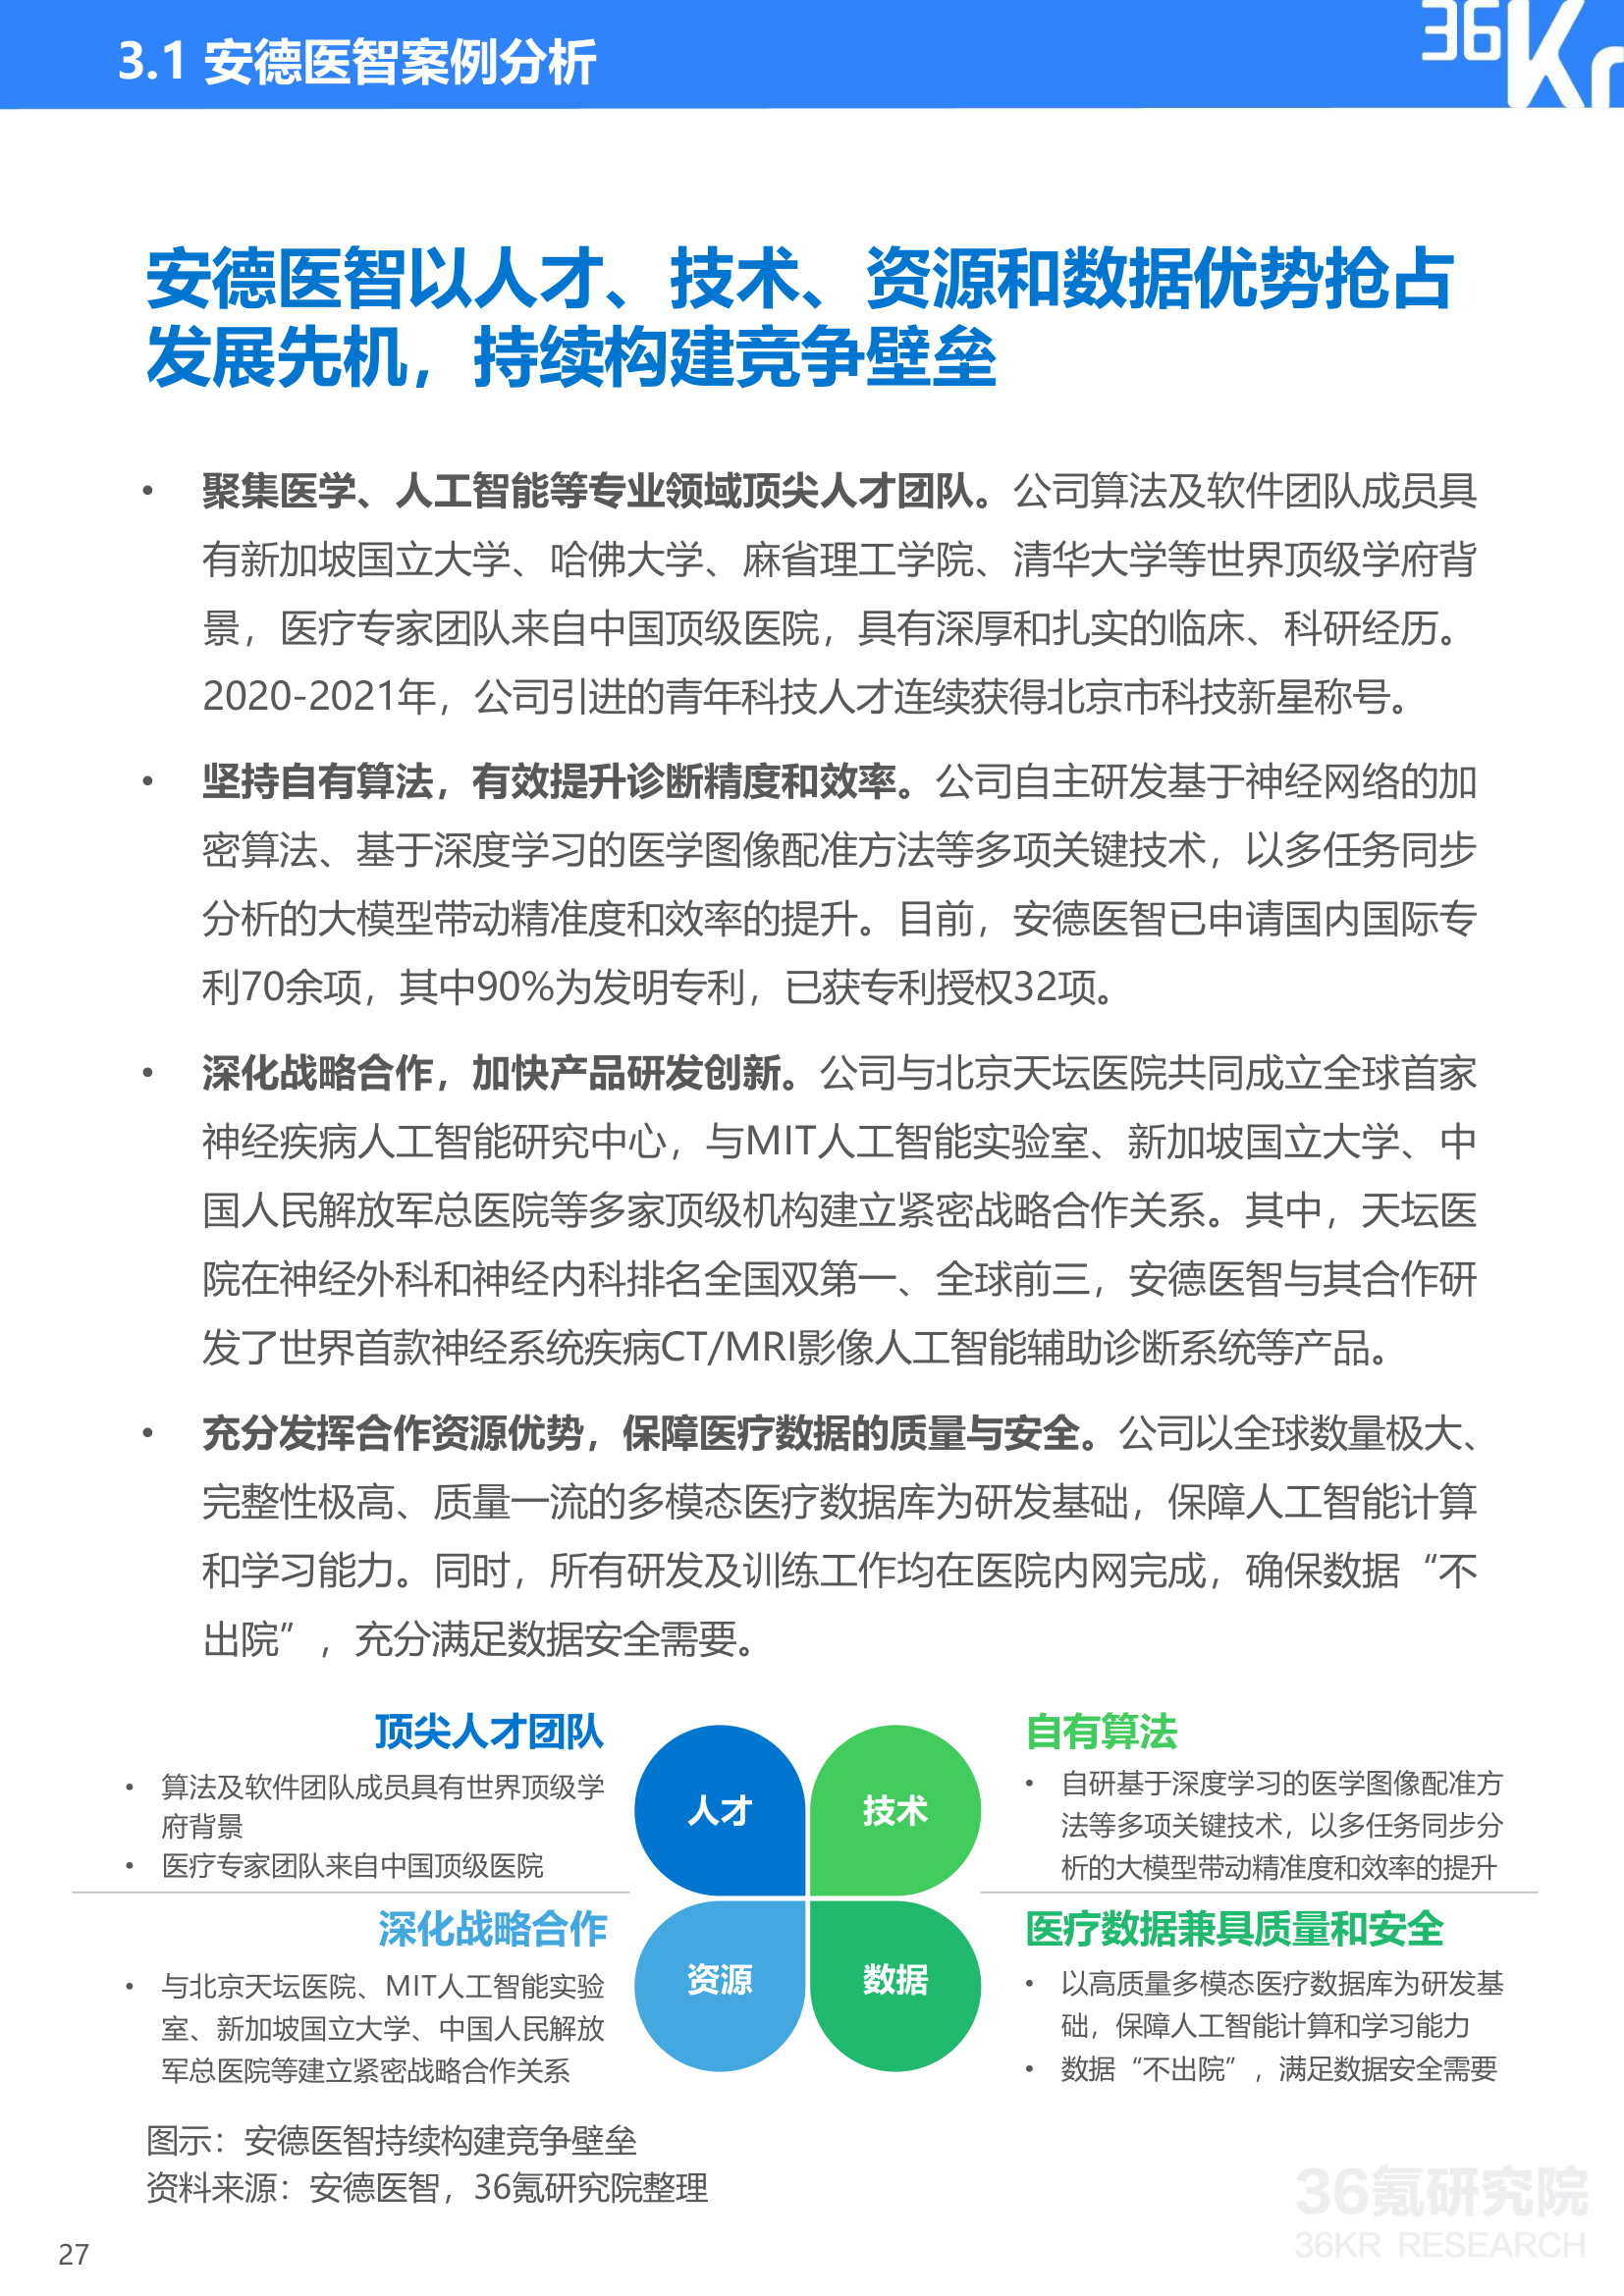 3.1 安德医智案例分析
36Kr
安德医智以人才、技术、资源和数据优势抢占
发展先机，持续构建竞争壁垒
• 聚集医学、人工智能等专业领域顶尖人才团队。公司算法及软件团队成员具
有新加坡国立大学、哈佛大学、麻省理工学院、清华大学等世界顶级学府背
景，医疗专家团队来自中国顶级医院，具有深厚和扎实的临床、科研经历。
2020-2021年，公司引进的青年科技人才连续获得北京市科技新星称号。
• 坚持自有算法，有效提升诊断精度和效率。公司自主研发基于神经网络的加
密算法、基于深度学习的医学图像配准方法等多项关键技术，以多任务同步
分析的大模型带动精准度和效率的提升。目前，安德医智已申请国内国际专
利70余项，其中90%为发明专利，已获专利授权32项。
• 深化战略合作，加快产品研发创新。公司与北京天坛医院共同成立全球首家
神经疾病人工智能研究中心，与MIT人工智能实验室、新加坡国立大学、中
国人民解放军总医院等多家顶级机构建立紧密战略合作关系。其中，天坛医
院在神经外科和神经内科排名全国双第一、全球前三，安德医智与其合作研
发了世界首款神经系统疾病CT/MRI影像人工智能辅助诊断系统等产品。
• 充分发挥合作资源优势，保障医疗数据的质量与安全。公司以全球数量极大、
完整性极高、质量一流的多模态医疗数据库为研发基础，保障人工智能计算
和学习能力。同时，所有研发及训练工作均在医院内网完成，确保数据“不
出院”，充分满足数据安全需要。
顶尖人才团队
• 算法及软件团队成员具有世界顶级学
府背景
• 医疗专家团队来自中国顶级医院
人才
技术
自有算法
• 自研基于深度学习的医学图像配准方
法等多项关键技术，以多任务同步分
析的大模型带动精准度和效率的提升
深化战略合作
• 与北京天坛医院、MIT人工智能实验
室、新加坡国立大学、中国人民解放
军总医院等建立紧密战略合作关系
资源
数据
医疗数据兼具质量和安全
• 以高质量多模态医疗数据库为研发基
础，保障人工智能计算和学习能力
• 数据“不出院”，满足数据安全需要
图示：安德医智持续构建竞争壁垒
资料来源：安德医智，36氪研究院整理
36氪研究院
36KR RESEARCH
27